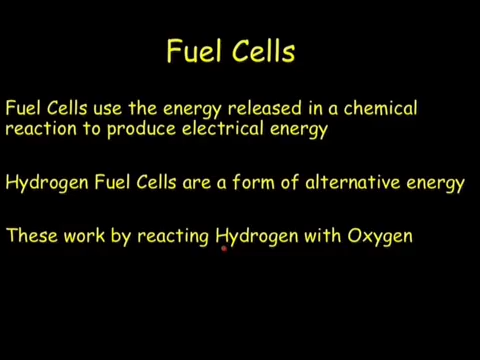 Fuel Cells
Fuel Cells use the energy released in a chemical
reaction to produce electrical energy
Hydrogen Fuel Cells are a form of alternative energy
These work by reacting Hydrogen with Oxygen